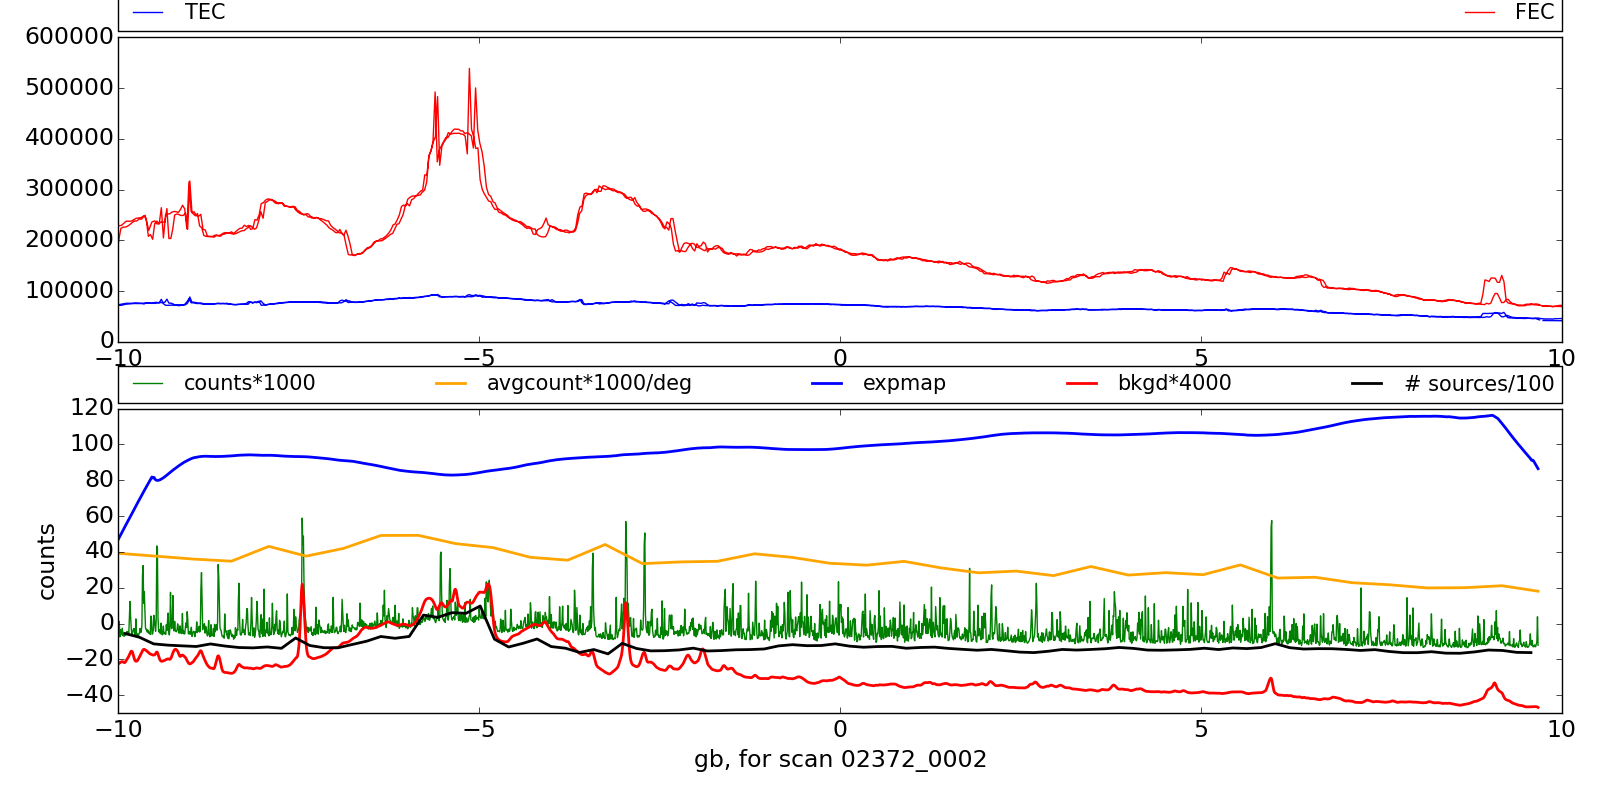 TEC FEC
600000
500000
400000
300000
200000
100000
0
−10 −5 0 5 10
counts*1000 avgcount*1000/deg expmap bkgd*4000 # sources/100
120
100
80
60
40
20
0
−20
−40
counts
−10 −5 0 5 10
gb, for scan 02372_0002